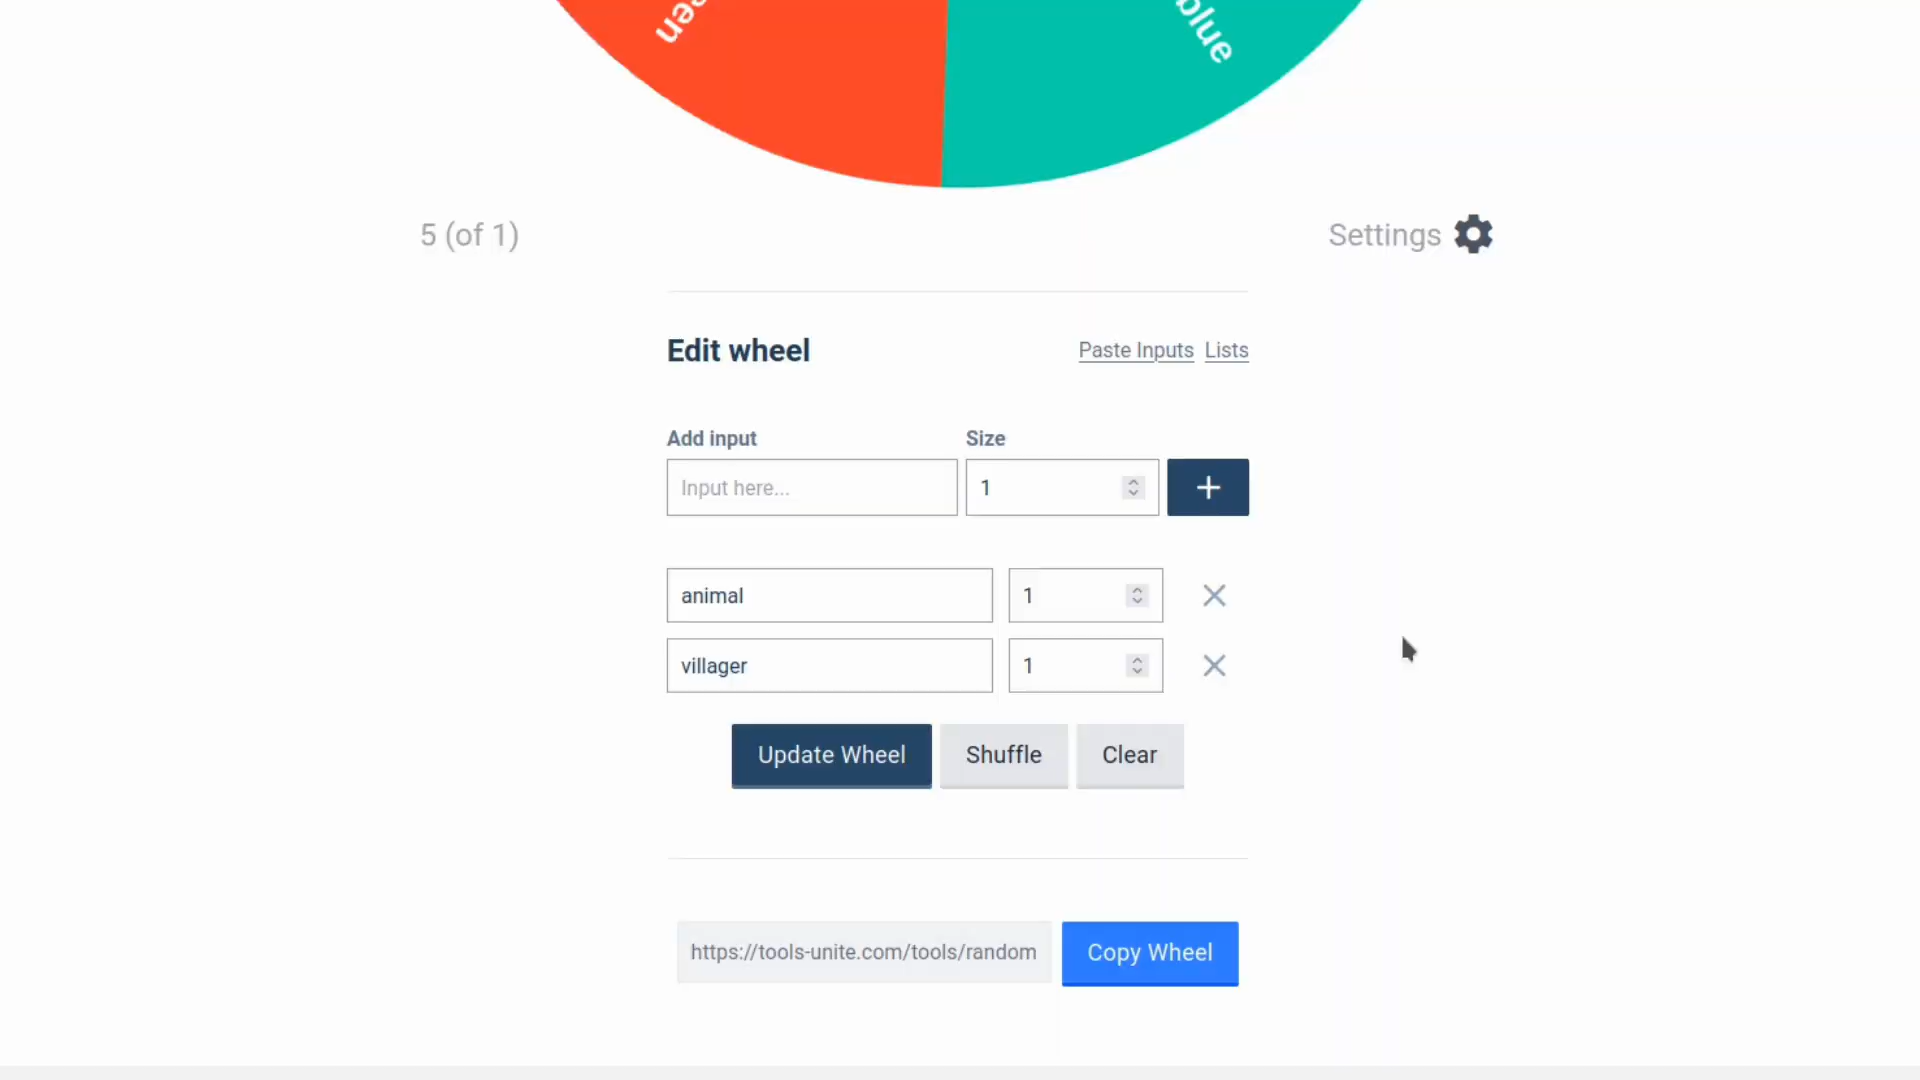 blue
5 (of 1)
Settings
Edit wheel
Paste Inputs Lists
Add input
Size
Input here...
1
+
animal
1
villager
1
Update Wheel
Shuffle
Clear
https://tools-unite.com/tools/random
Copy Wheel